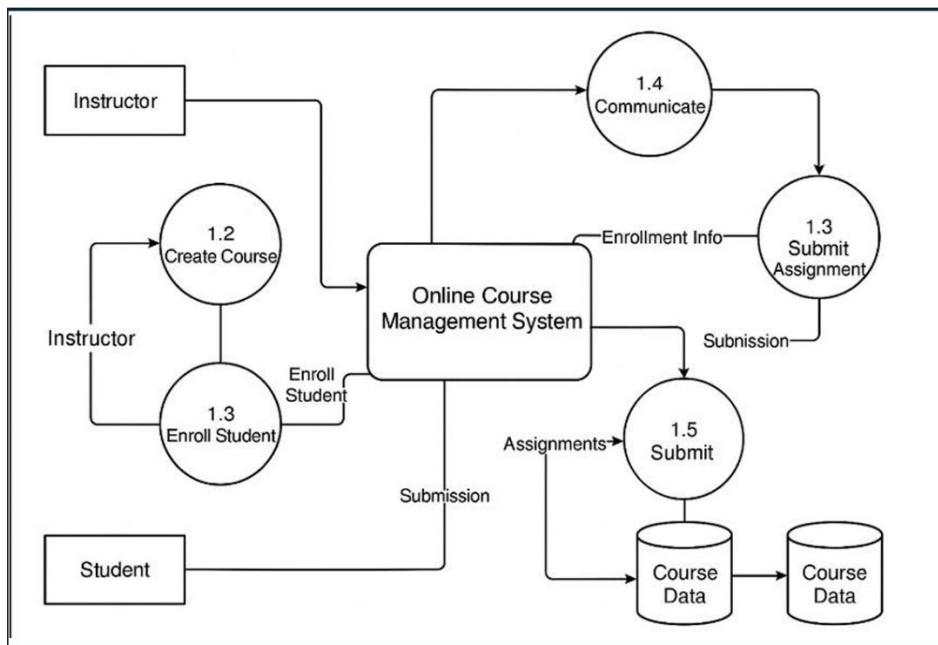 Instructor
1.4
Communicate
1.2
Create Course
Enrollment Info
1.3
Submit
Assignment
Online Course
Management System
Instructor
Enroll
Student
Subnission
1.3
Enroll Student
1.5
Submit
Assignments
Submission
Student
Course
Data
Course
Data